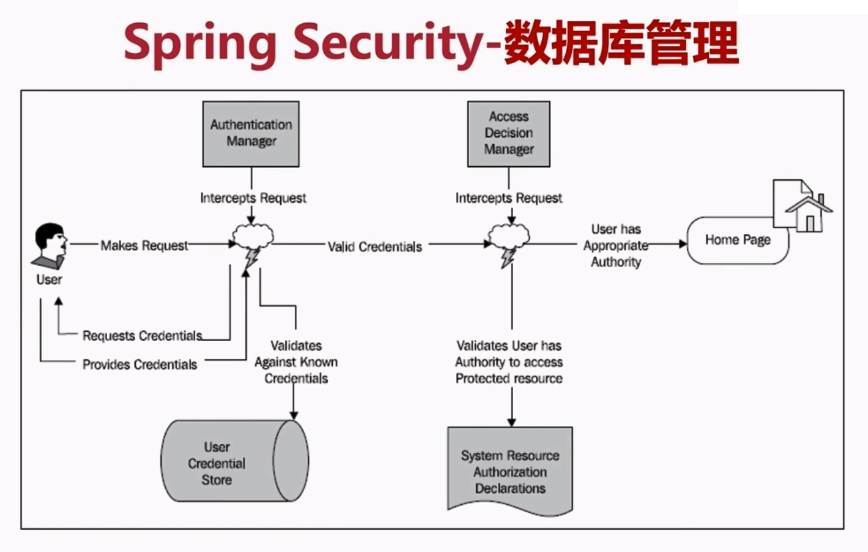 Spring Security-数据库管理
Authentication
Manager
Access
Decision
Manager
Intercepts Request
Intercepts Request
User
Makes Request
Valid Credentials
User has
Appropriate
Authority
Home Page
Requests Credentials
Provides Credentials
Validates
Against Known
Credentials
Validates User has
Authority to access
Protected resource
User
Credential
Store
System Resource
Authorization
Declarations